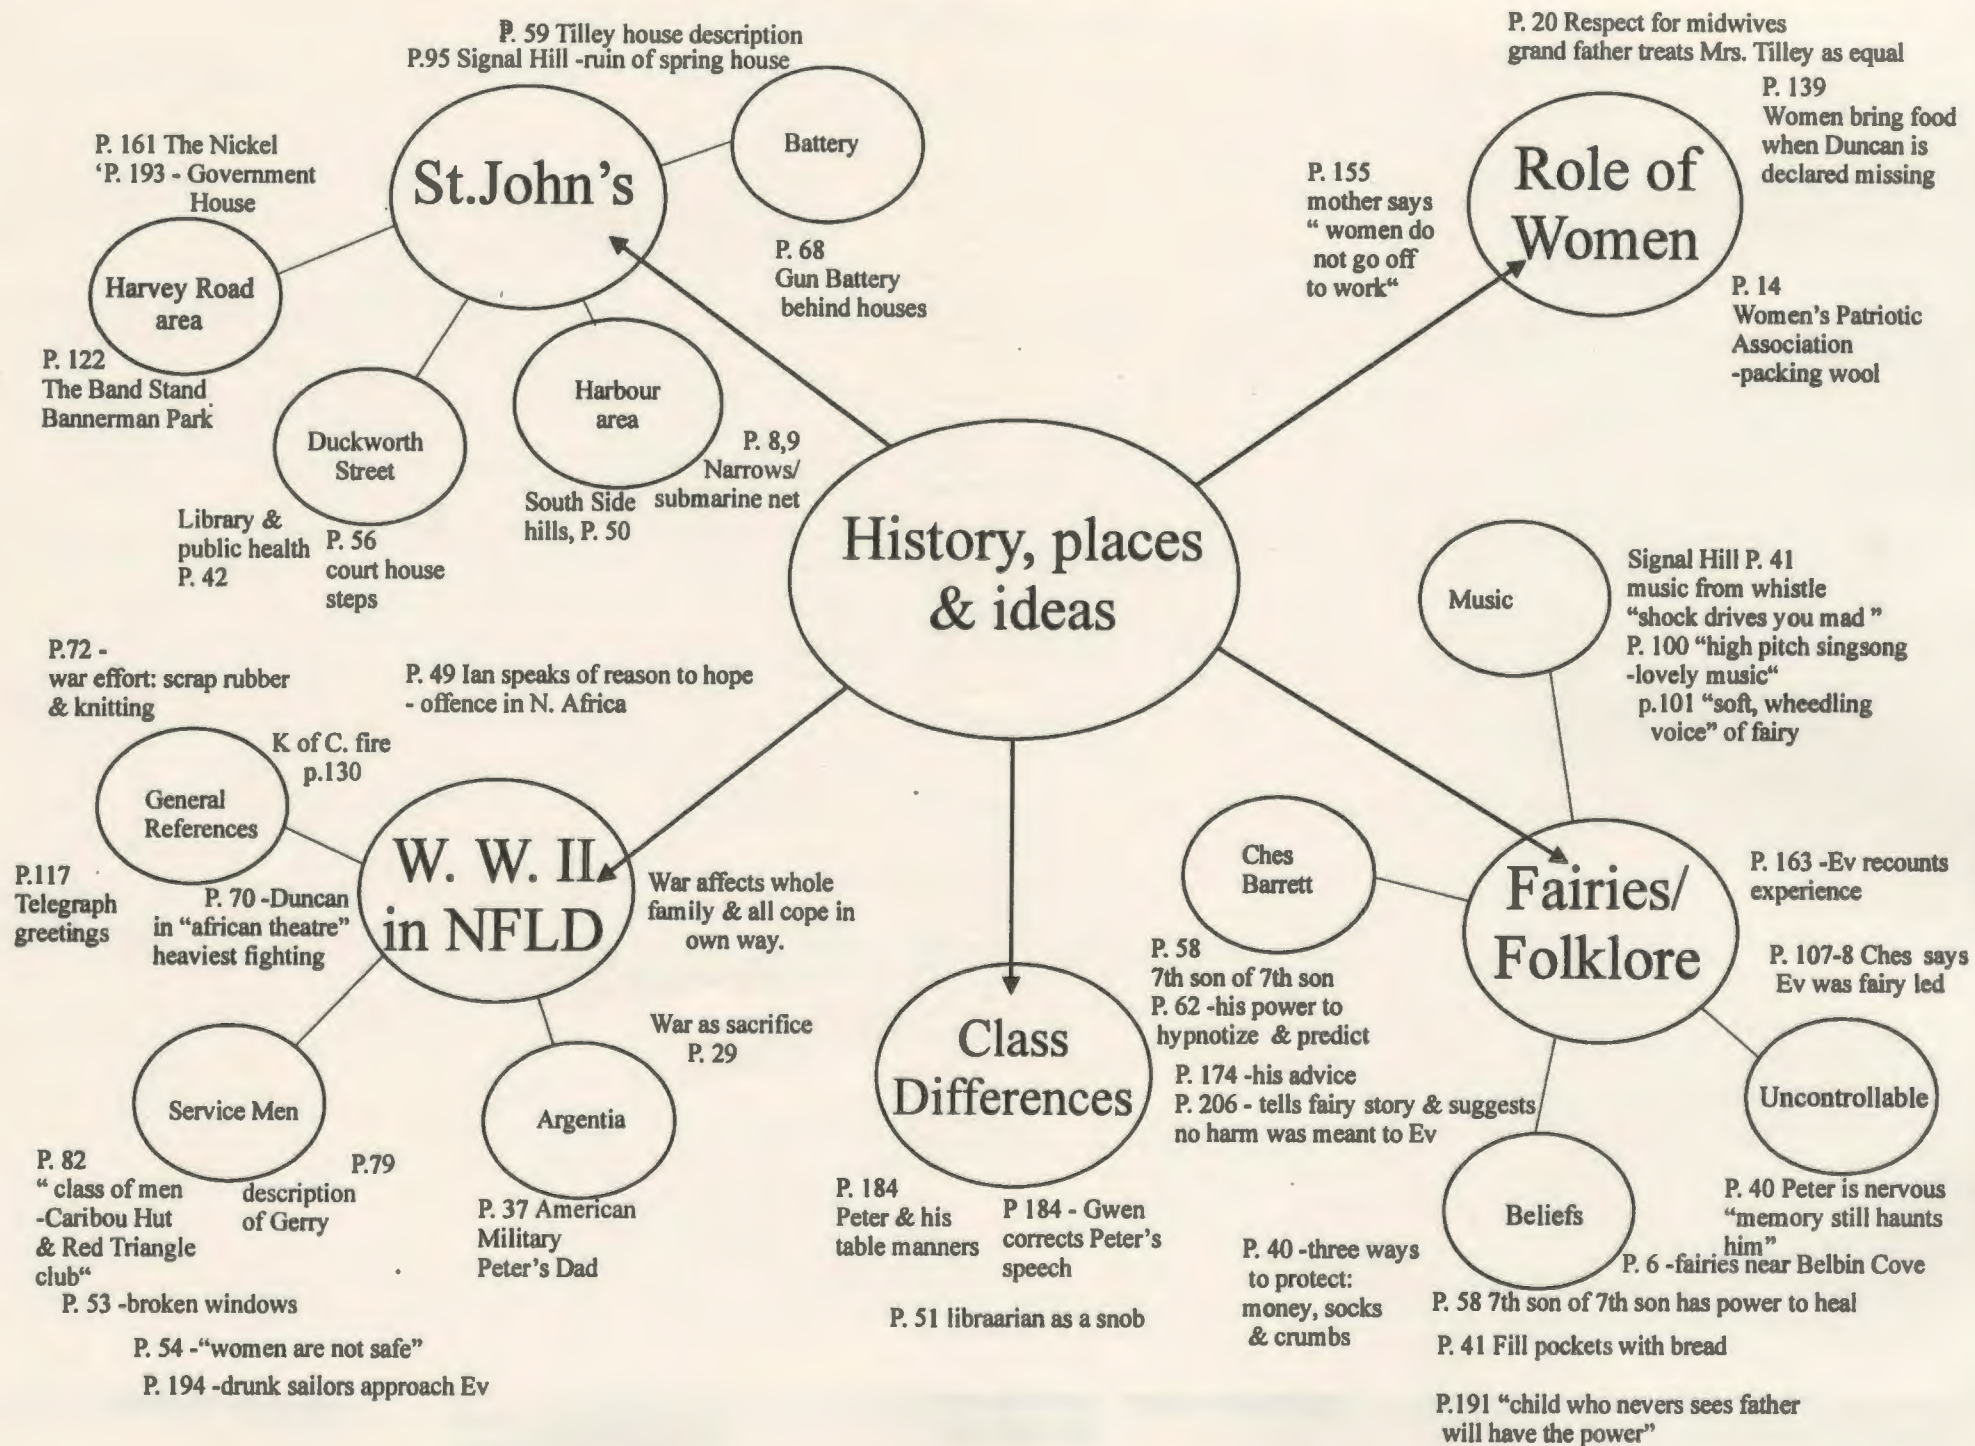 P. 59 Tilley house description
P.95 Signal Hill -ruin of spring house
St.John's
Battery
P. 68
Gun Battery
behind houses
P. 161 The Nickel
‘P. 193 - Government
House
Harvey Road
area
P. 122
The Band Stand
Bannerman Park
Duckworth
Street
Library &
public health
P. 42
P. 56
court house
steps
Harbour
area
P. 8,9
Narrows/
submarine net
South Side
hills, P. 50
P. 20 Respect for midwives
grand father treats Mrs. Tilley as equal
P. 139
Women bring food
when Duncan is
declared missing
Role of
Women
P. 155
mother says
“ women do
not go off
to work“
P. 14
Women's Patriotic
Association
-packing wool
History, places
& ideas
Music
Signal Hill P. 41
music from whistle
“shock drives you mad ”
P. 100 “high pitch singsong
-lovely music“
p.101 “soft, wheedling
voice” of fairy
P.72 -
war effort: scrap rubber
& knitting
P. 49 Ian speaks of reason to hope
- offence in N. Africa
K of C. fire
p.130
General
References
W. W. II
in NFLD
P.117
Telegraph
greetings
P. 70 -Duncan
in “african theatre”
heaviest fighting
War affects whole
family & all cope in
own way.
War as sacrifice
P. 29
Service Men
Argentia
P. 82
“ class of men
-Caribou Hut
& Red Triangle
club“
P.79
description
of Gerry
P. 37 American
Military
Peter's Dad
P. 53 -broken windows
P. 54 -“women are not safe”
P. 194 -drunk sailors approach Ev
Class
Differences
P. 184
Peter & his
table manners
P 184 - Gwen
corrects Peter's
speech
P. 51 libraarian as a snob
Ches
Barrett
P. 58
7th son of 7th son
P. 62 -his power to
hypnotize & predict
P. 174 -his advice
P. 206 - tells fairy story & suggests
no harm was meant to Ev
Fairies/
Folklore
P. 163 -Ev recounts
experience
P. 107-8 Ches says
Ev was fairy led
Uncontrollable
P. 40 Peter is nervous
“memory still haunts
him”
Beliefs
P. 40 -three ways
to protect:
money, socks
& crumbs
P. 6 -fairies near Belbin Cove
P. 58 7th son of 7th son has power to heal
P. 41 Fill pockets with bread
P.191 “child who nevers sees father
will have the power”